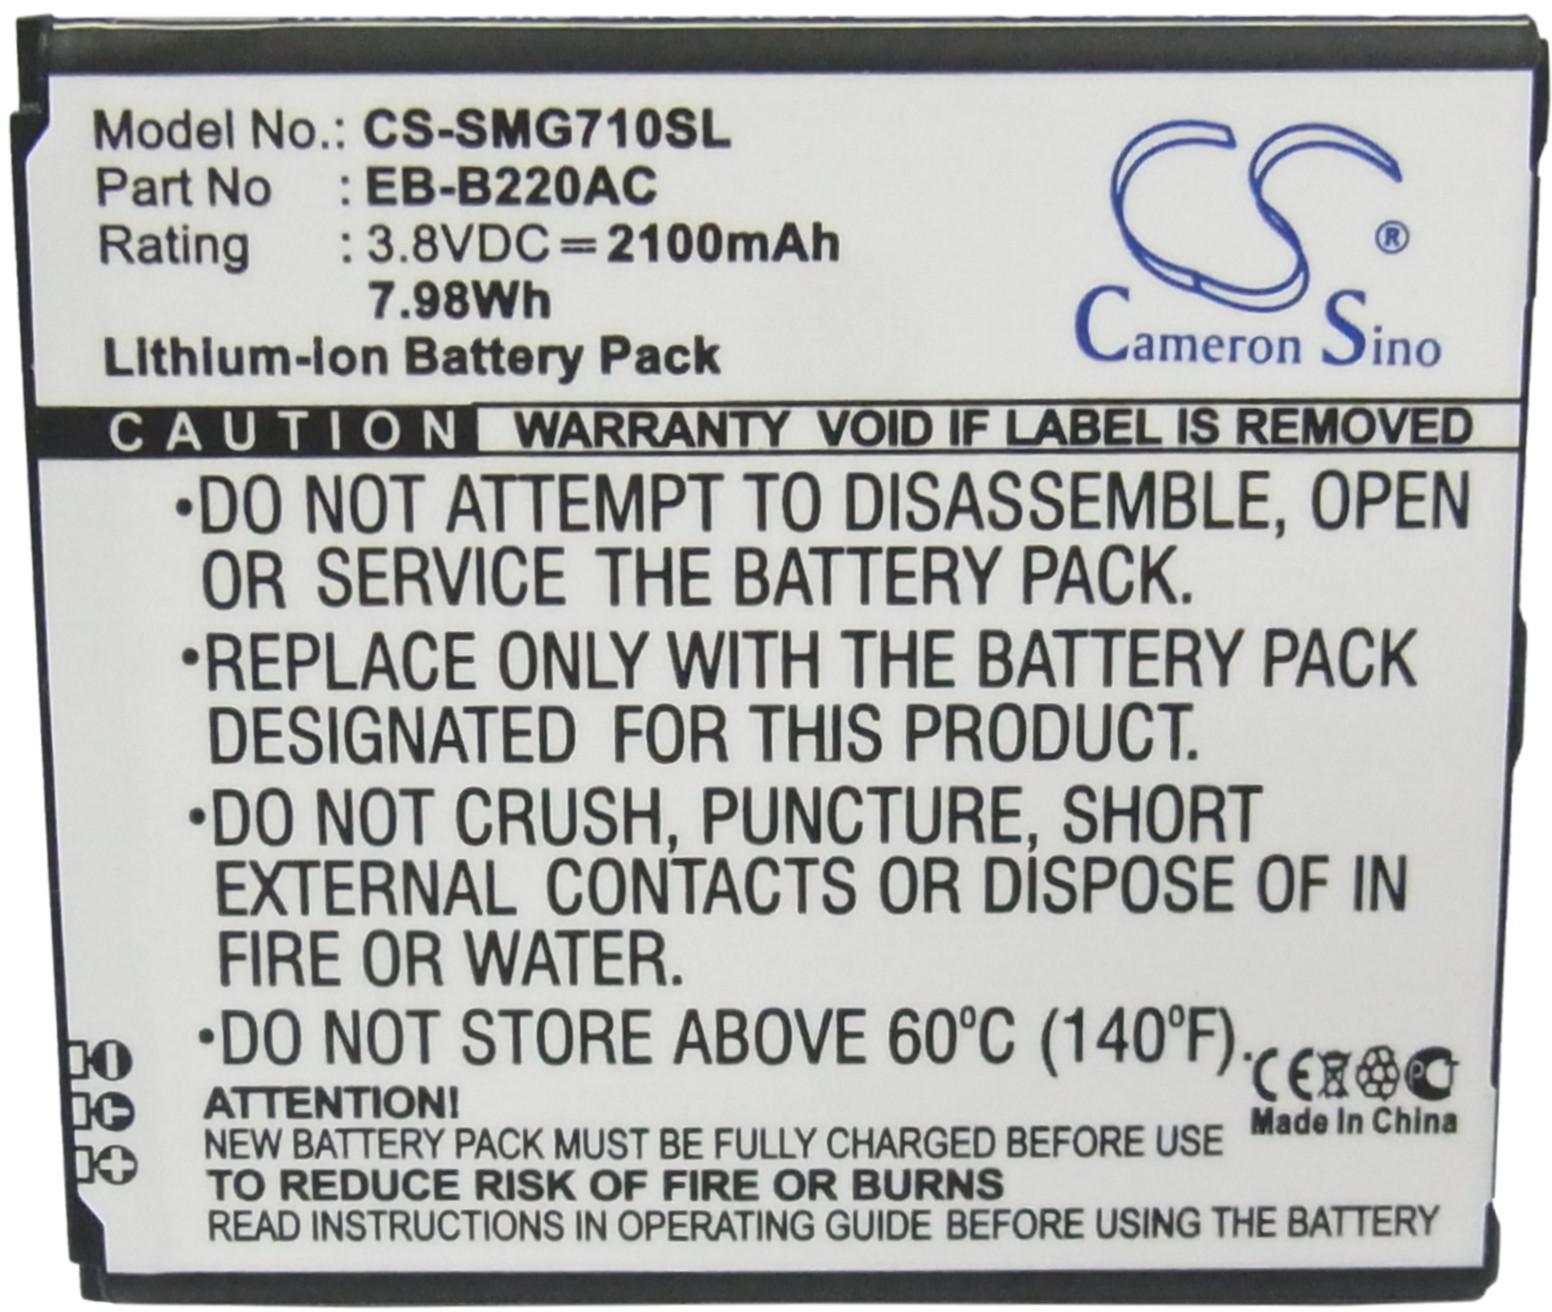 Model No.: CS-SMG710SL
Part No : EB-B220AC
Rating : 3.8VDC = 2100mAh
7.98Wh
Lithium-Ion Battery Pack
CS ®
Cameron Sino
CAUTION WARRANTY VOID IF LABEL IS REMOVED
•DO NOT ATTEMPT TO DISASSEMBLE, OPEN
OR SERVICE THE BATTERY PACK.
•REPLACE ONLY WITH THE BATTERY PACK
DESIGNATED FOR THIS PRODUCT.
•DO NOT CRUSH, PUNCTURE, SHORT
EXTERNAL CONTACTS OR DISPOSE OF IN
FIRE OR WATER.
•DO NOT STORE ABOVE 60ºC (140ºF).
CE PC
Made In China
ATTENTION!
NEW BATTERY PACK MUST BE FULLY CHARGED BEFORE USE
TO REDUCE RISK OF FIRE OR BURNS
READ INSTRUCTIONS IN OPERATING GUIDE BEFORE USING THE BATTERY